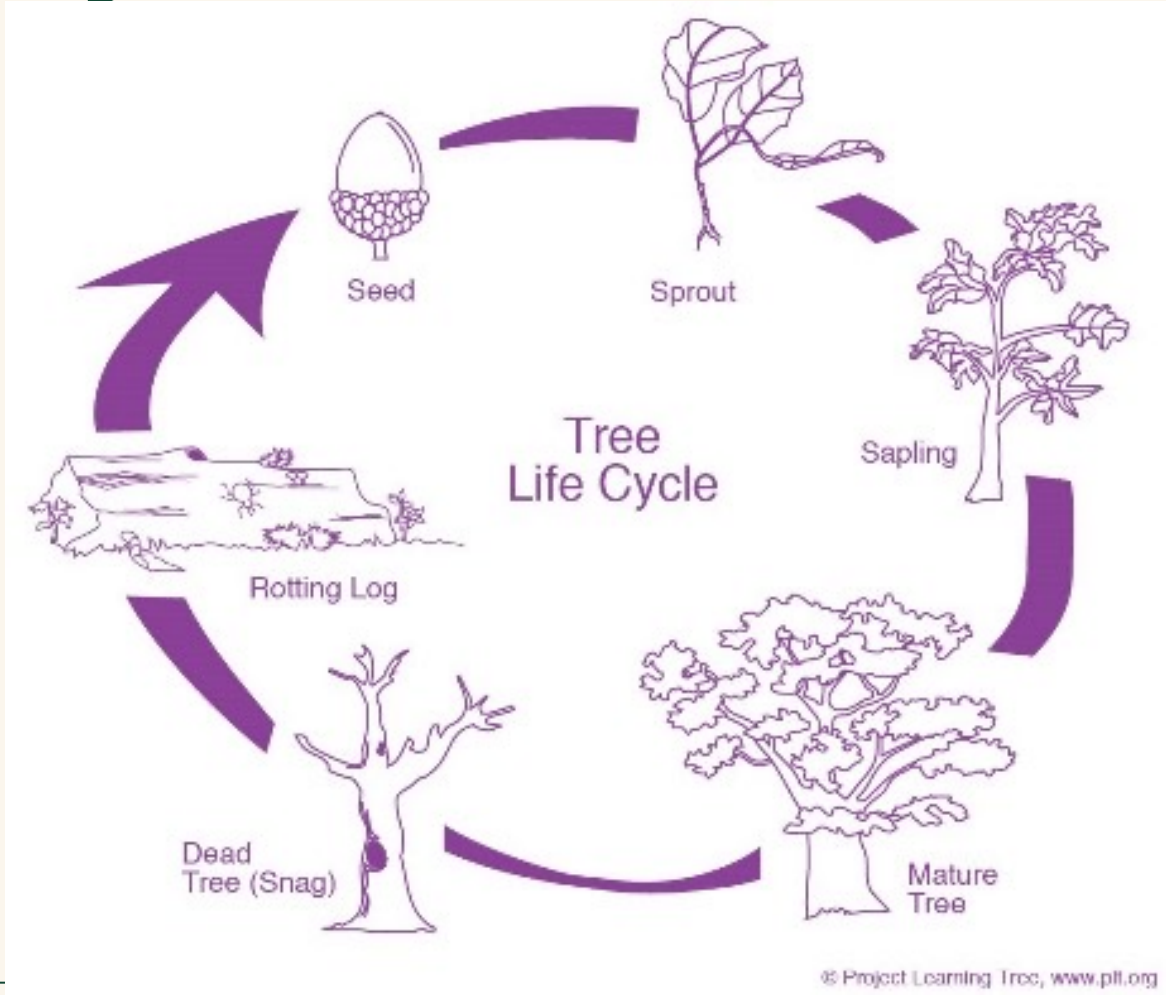 Seed
Sprout
Tree
Life Cycle
Sapling
Rotting Log
Dead
Tree (Snag)
Mature
Tree
© Project Learning Tree, www.plt.org